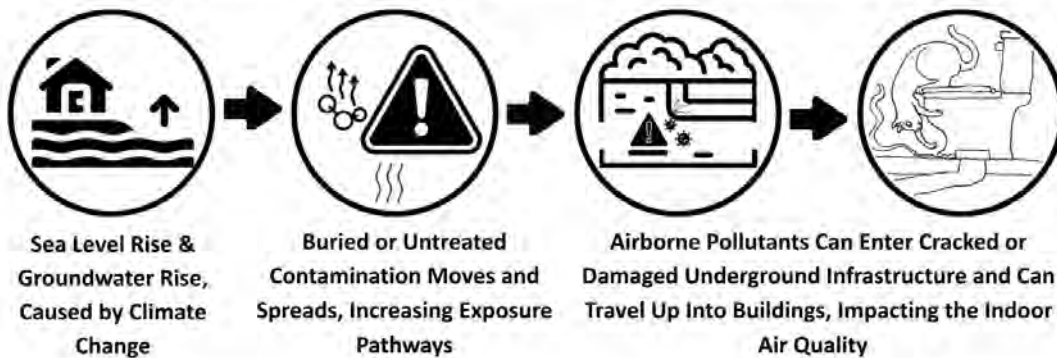 Sea Level Rise &
Groundwater Rise,
Caused by Climate
Change
Buried or Untreated
Contamination Moves and
Spreads, Increasing Exposure
Pathways
Airborne Pollutants Can Enter Cracked or
Damaged Underground Infrastructure and Can
Travel Up Into Buildings, Impacting the Indoor
Air Quality